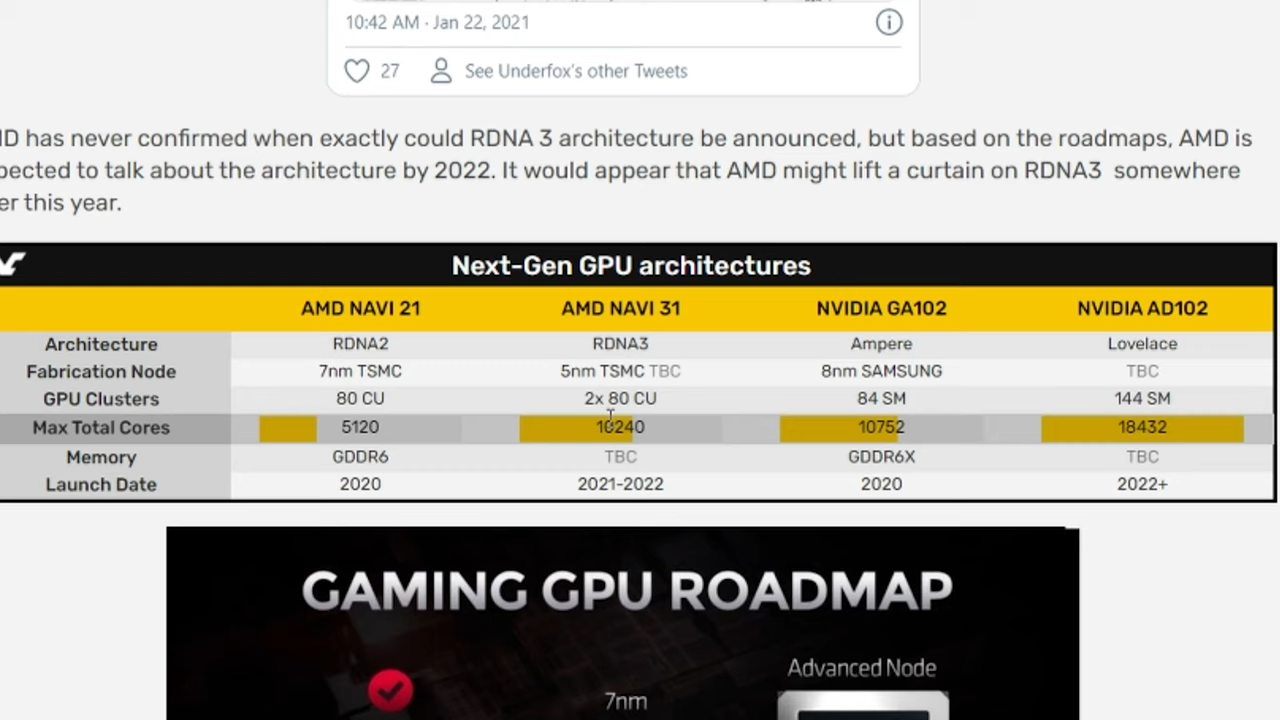 10:42 AM · Jan 22, 2021
27 See Underfox's other Tweets
has never confirmed when exactly could RDNA 3 architecture be announced, but based on the roadmaps, AMD is
to talk about the architecture by 2022. It would appear that AMD might lift a curtain on RDNA3 somewhere
this year.
Next-Gen GPU architectures
AMD NAVI 21 AMD NAVI 31 NVIDIA GA102 NVIDIA AD102
Architecture RDNA2 RDNA3 Ampere Lovelace
Fabrication Node 7nm TSMC 5nm TSMC TBC 8nm SAMSUNG TBC
GPU Clusters 80 CU 2x 80 CU 84 SM 144 SM
Max Total Cores 5120 10240 10752 18432
Memory GDDR6 TBC GDDR6X TBC
Launch Date 2020 2021-2022 2020 2022+
GAMING GPU ROADMAP
Advanced Node
7nm